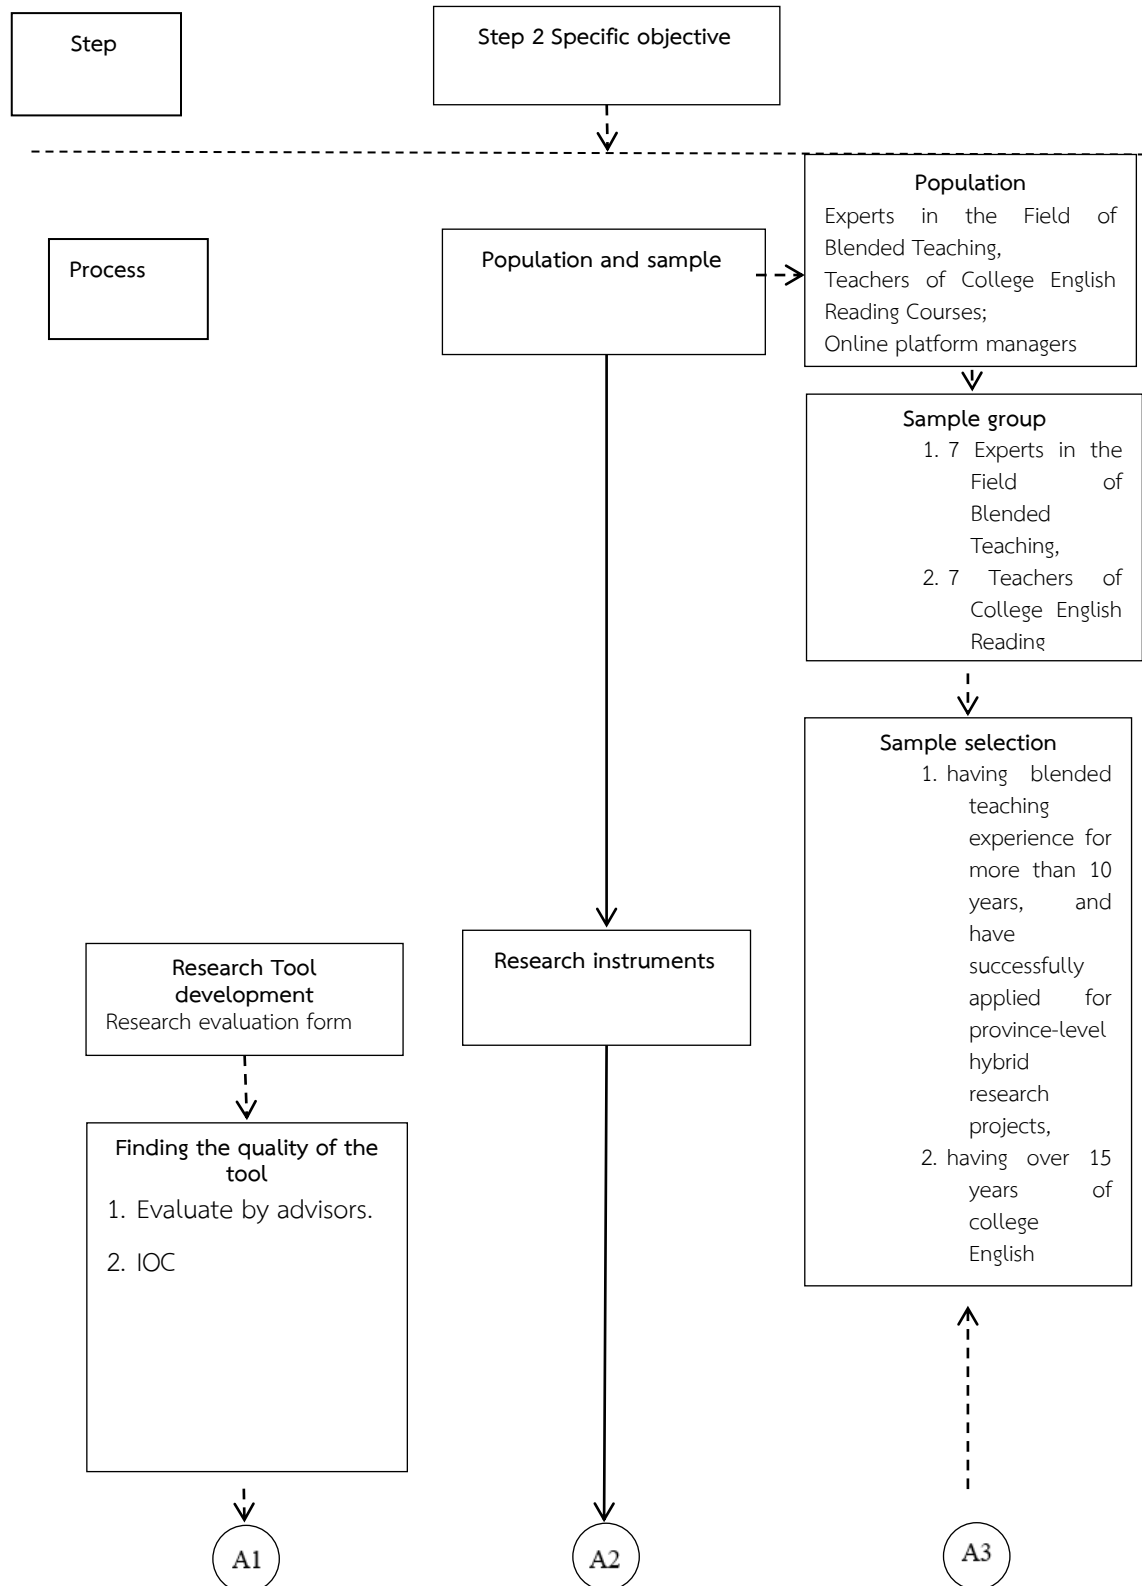 Step
Step 2 Specific objective
Process
Population and sample
Population
Experts in the Field of
Blended Teaching,
Teachers of College English
Reading Courses;
Online platform managers
Sample group
1. 7 Experts in the
Field of
Blended
Teaching,
2. 7 Teachers of
College English
Reading
Sample selection
1. having blended
teaching
experience for
more than 10
years, and
have
successfully
applied for
province-level
hybrid
research
projects,
2. having over 15
years of
college
English
Research Tool
development
Research evaluation form
Research instruments
Finding the quality of the
tool
1. Evaluate by advisors.
2. IOC
A1
A2
A3